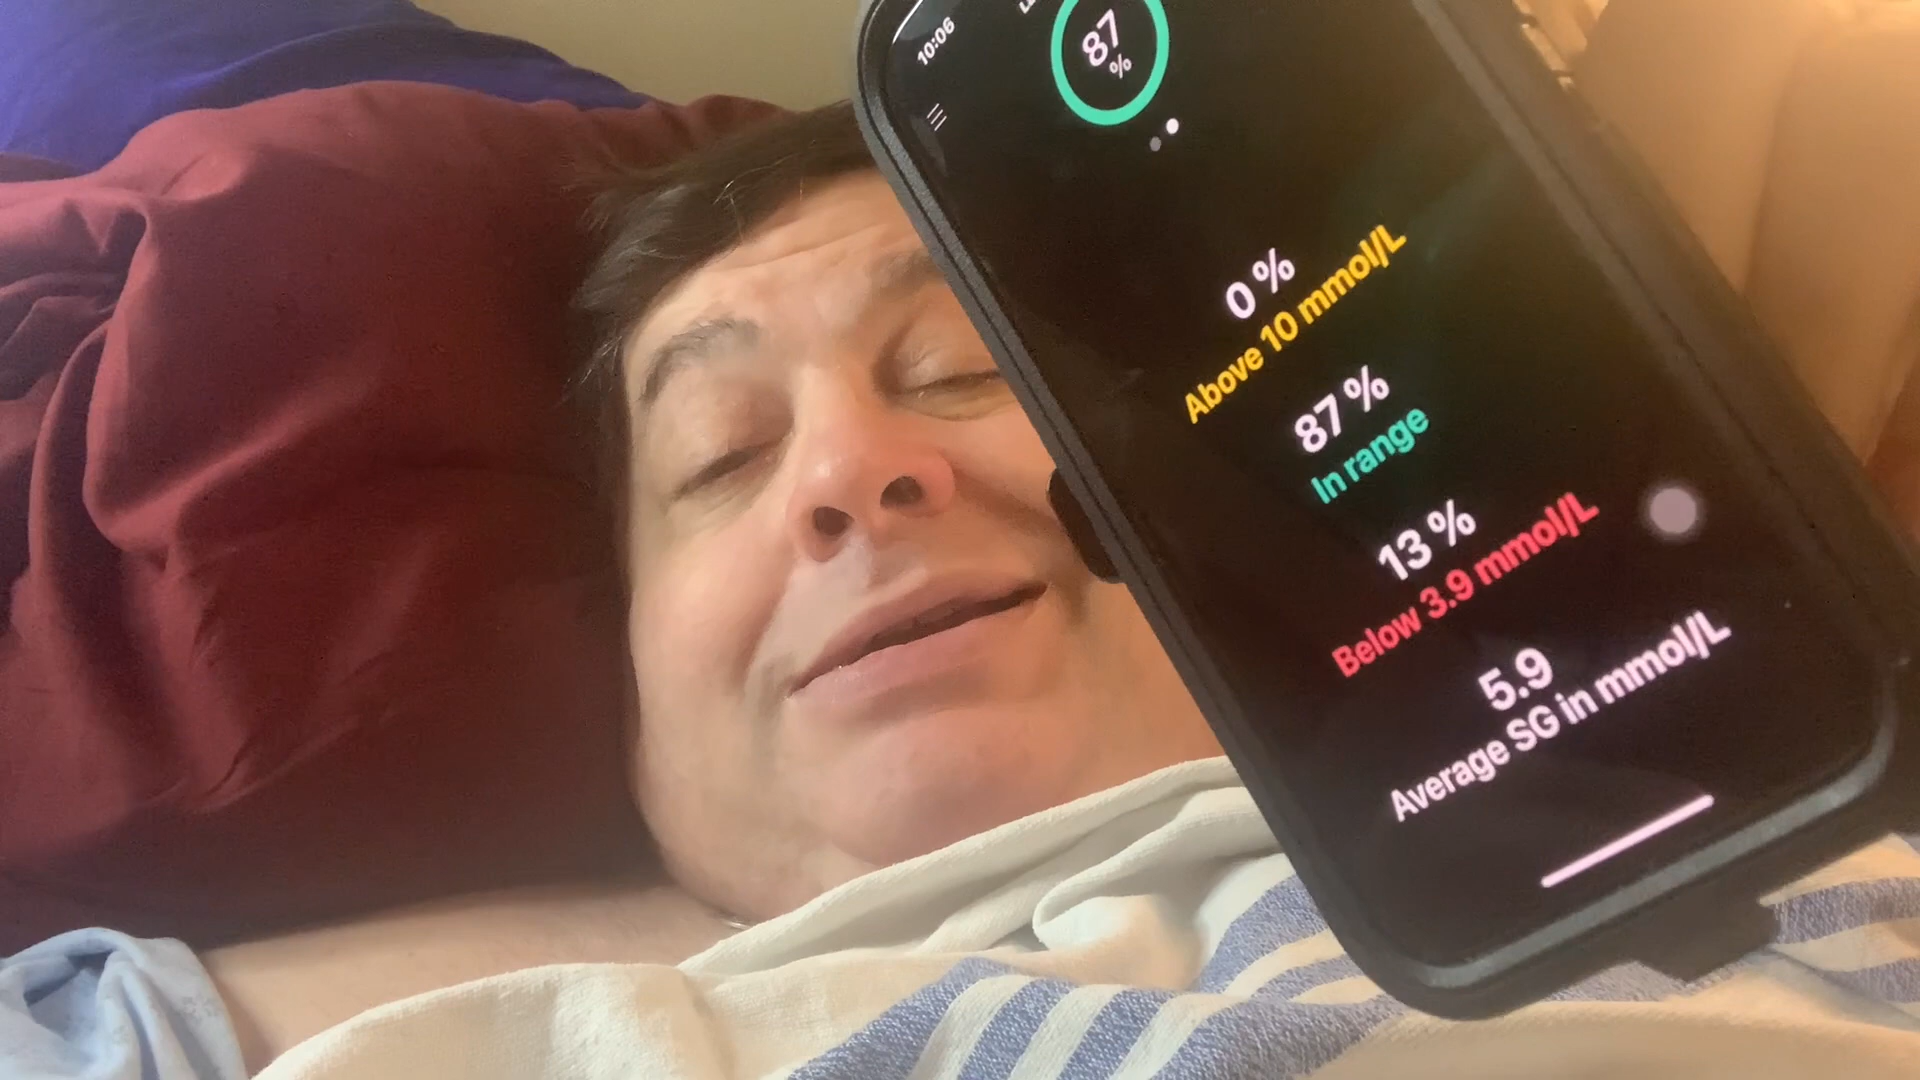 10:06
87
%
0 %
Above 10 mmol/L
87 %
In range
13 %
Below 3.9 mmol/L
5.9
Average SG in mmol/L